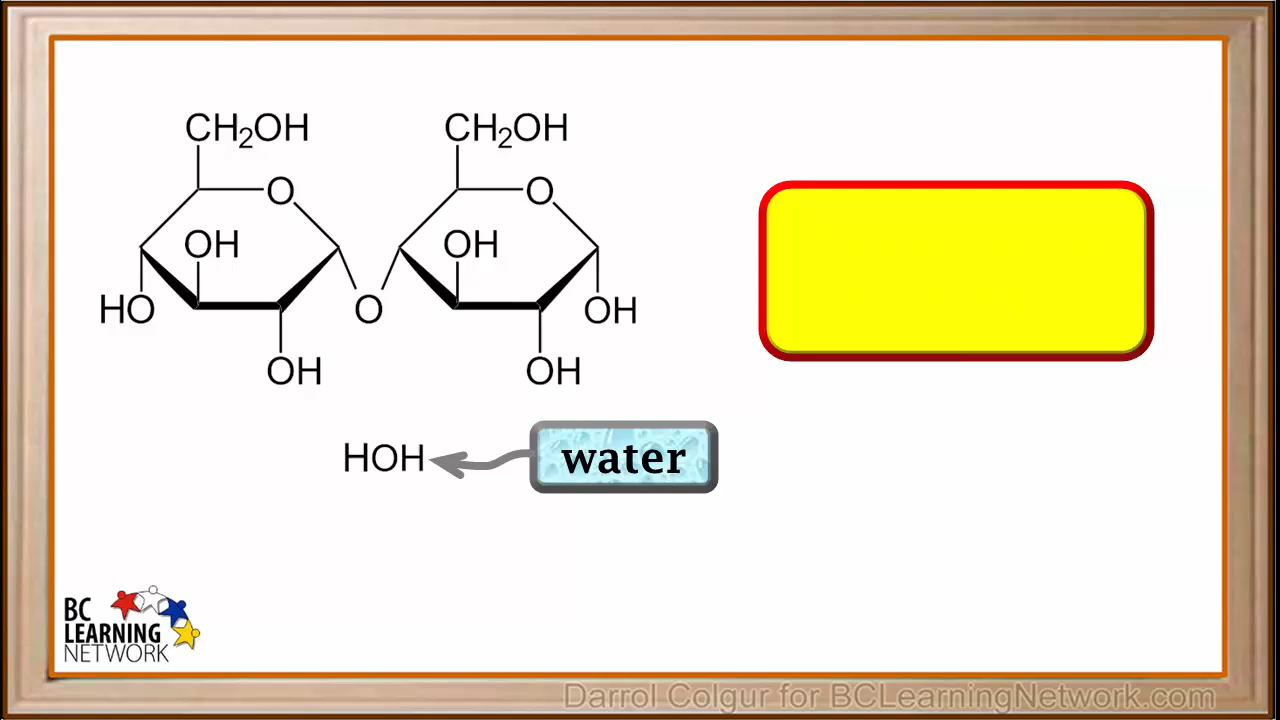 CH2OH CH2OH
O O
OH OH
HO O OH
OH OH
HOH water
BC
LEARNING
NETWORK
Darrol Colgur for BCLearningNetwork.com